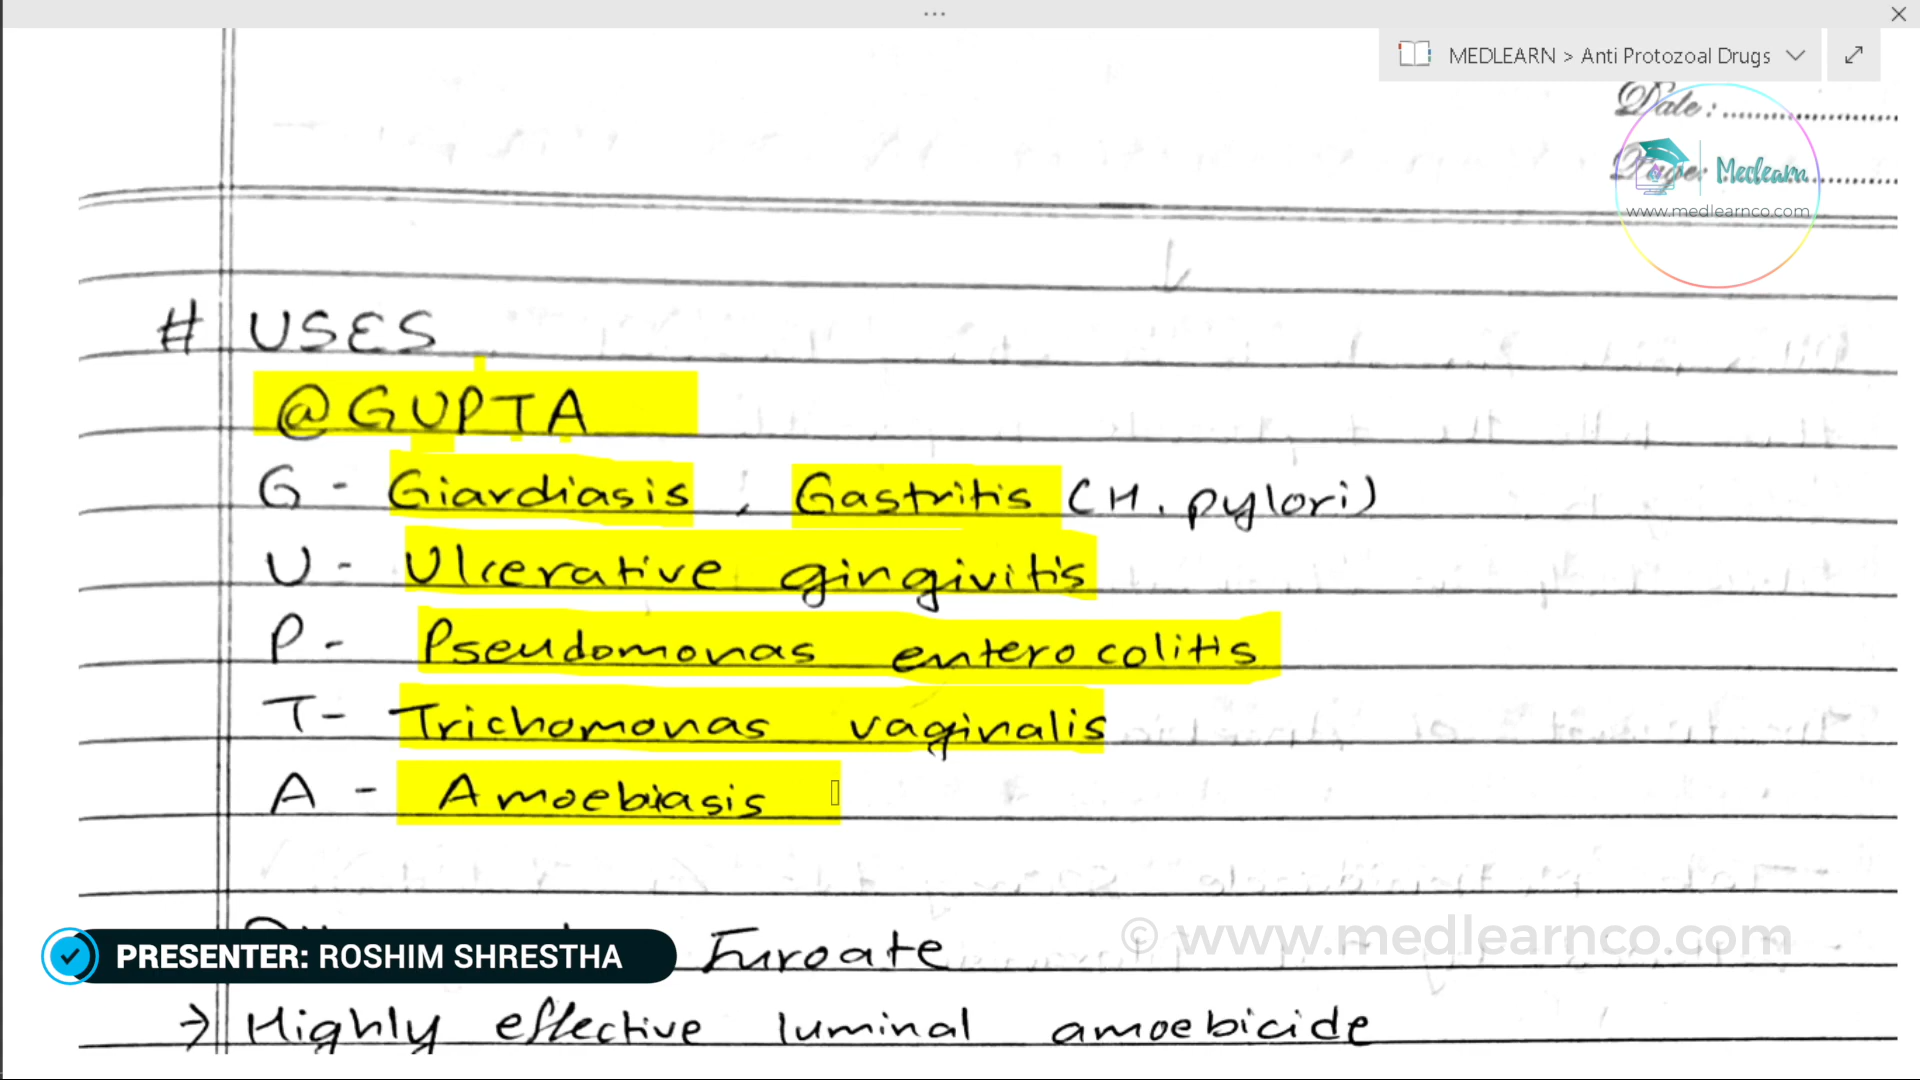 MEDLEARN > Anti Protozoal Drugs
Date :
Page:
Medlearn
www.medlearnco.com
# USES
@GUPTA
G - Giardiasis , Gastritis (H. pylori)
U - Ulcerative gingivitis
P - Pseudomonas enterocolitis
T - Trichomonas vaginalis
A - Amoebiasis
Furoate
PRESENTER: ROSHIM SHRESTHA
© www.medlearnco.com
→ Highly effective luminal amoebicide